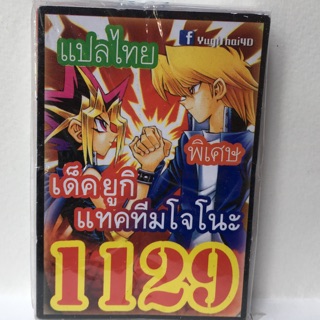 แปลไทย
f YugiThai4D
พิเศษ
เด็คยูกิ
แทคทีมโจโนะ
1129